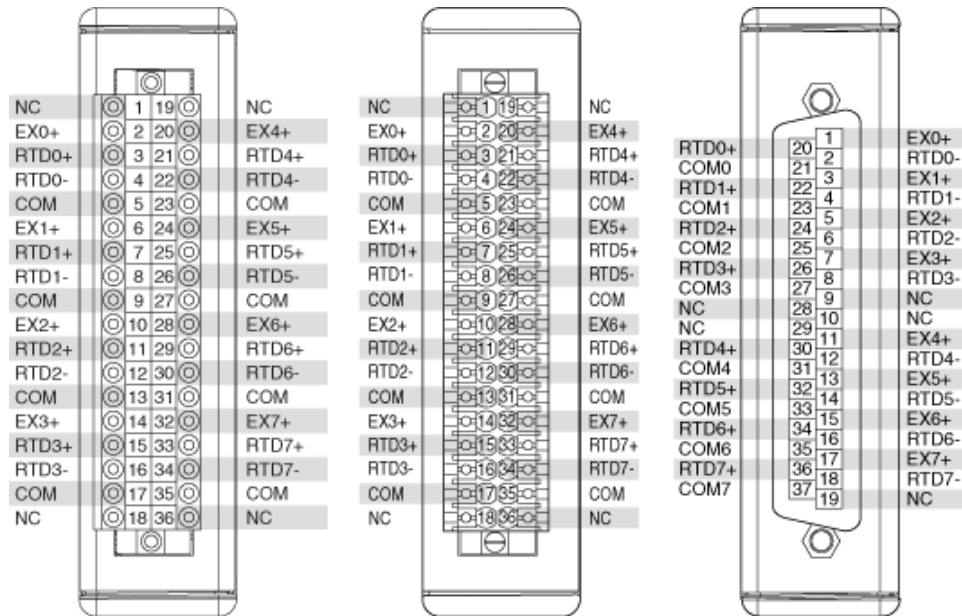 NC 1 19 NC
EX0+ 2 20 EX4+
RTD0+ 3 21 RTD4+
RTD0- 4 22 RTD4-
COM 5 23 COM
EX1+ 6 24 EX5+
RTD1+ 7 25 RTD5+
RTD1- 8 26 RTD5-
COM 9 27 COM
EX2+ 10 28 EX6+
RTD2+ 11 29 RTD6+
RTD2- 12 30 RTD6-
COM 13 31 COM
EX3+ 14 32 EX7+
RTD3+ 15 33 RTD7+
RTD3- 16 34 RTD7-
COM 17 35 COM
NC 18 36 NC
NC 1 19 NC
EX0+ 2 20 EX4+
RTD0+ 3 21 RTD4+
RTD0- 4 22 RTD4-
COM 5 23 COM
EX1+ 6 24 EX5+
RTD1+ 7 25 RTD5+
RTD1- 8 26 RTD5-
COM 9 27 COM
EX2+ 10 28 EX6+
RTD2+ 11 29 RTD6+
RTD2- 12 30 RTD6-
COM 13 31 COM
EX3+ 14 32 EX7+
RTD3+ 15 33 RTD7+
RTD3- 16 34 RTD7-
COM 17 35 COM
NC 18 36 NC
1 EX0+
RTD0+ 20
2 RTD0-
COM0 21
3 EX1+
RTD1+ 22
4 RTD1-
COM1 23
5 EX2+
RTD2+ 24
6 RTD2-
COM2 25
7 EX3+
RTD3+ 26
8 RTD3-
COM3 27
9 NC
NC 28
10 NC
NC 29
11 EX4+
RTD4+ 30
12 RTD4-
COM4 31
13 EX5+
RTD5+ 32
14 RTD5-
COM5 33
15 EX6+
RTD6+ 34
16 RTD6-
COM6 35
17 EX7+
RTD7+ 36
18 RTD7-
COM7 37
19 NC